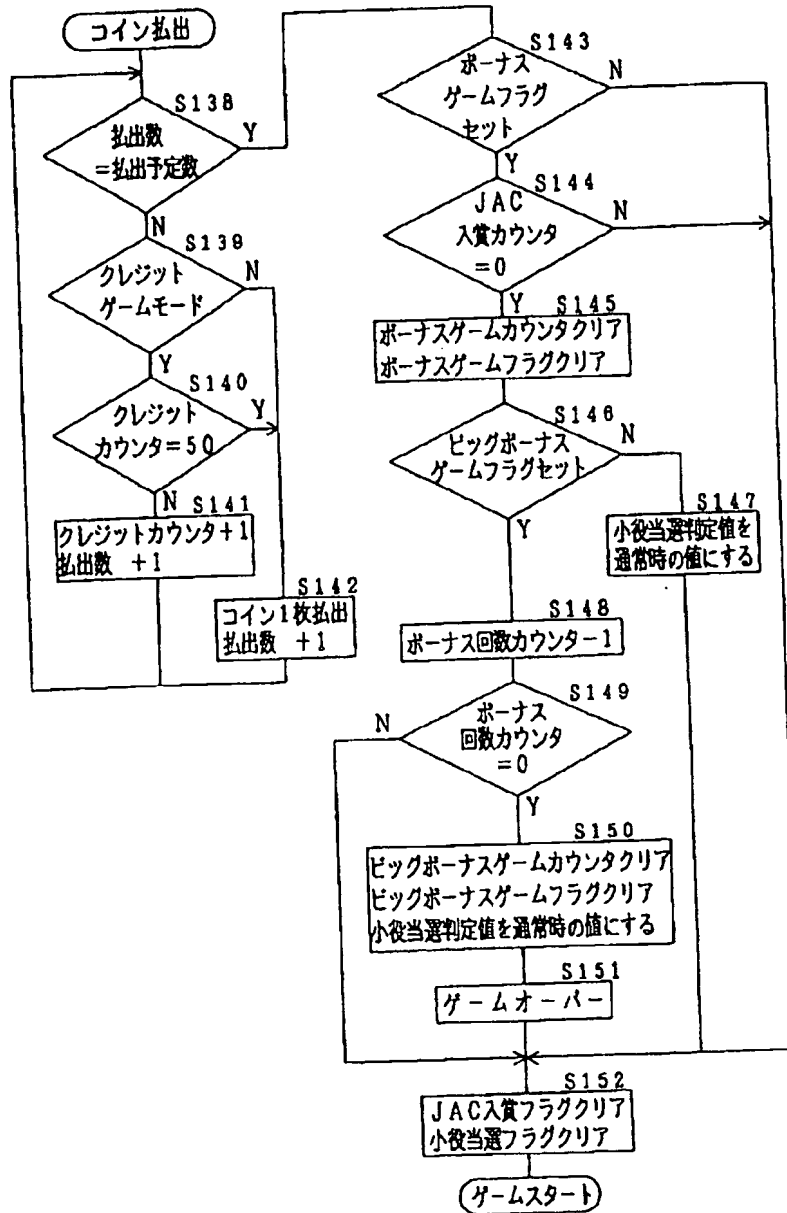 コイン払出
S138
払出数
=払出予定数
Y
N
S139
クレジット
ゲームモード
N
Y
S140
クレジット
カウンタ=50
Y
N
S141
クレジットカウンタ+1
払出数 +1
S142
コイン1枚払出
払出数 +1
S143
ボーナス
ゲームフラグ
セット
N
Y
S144
JAC
入賞カウンタ
=0
N
Y
S145
ボーナスゲームカウンタクリア
ボーナスゲームフラグクリア
S146
ビッグボーナス
ゲームフラグセット
N
Y
S147
小役当選判定値を
通常時の値にする
S148
ボーナス回数カウンタ-1
S149
ボーナス
回数カウンタ
=0
N
Y
S150
ビッグボーナスゲームカウンタクリア
ビッグボーナスゲームフラグクリア
小役当選判定値を通常時の値にする
S151
ゲームオーバー
S152
JAC入賞フラグクリア
小役当選フラグクリア
ゲームスタート